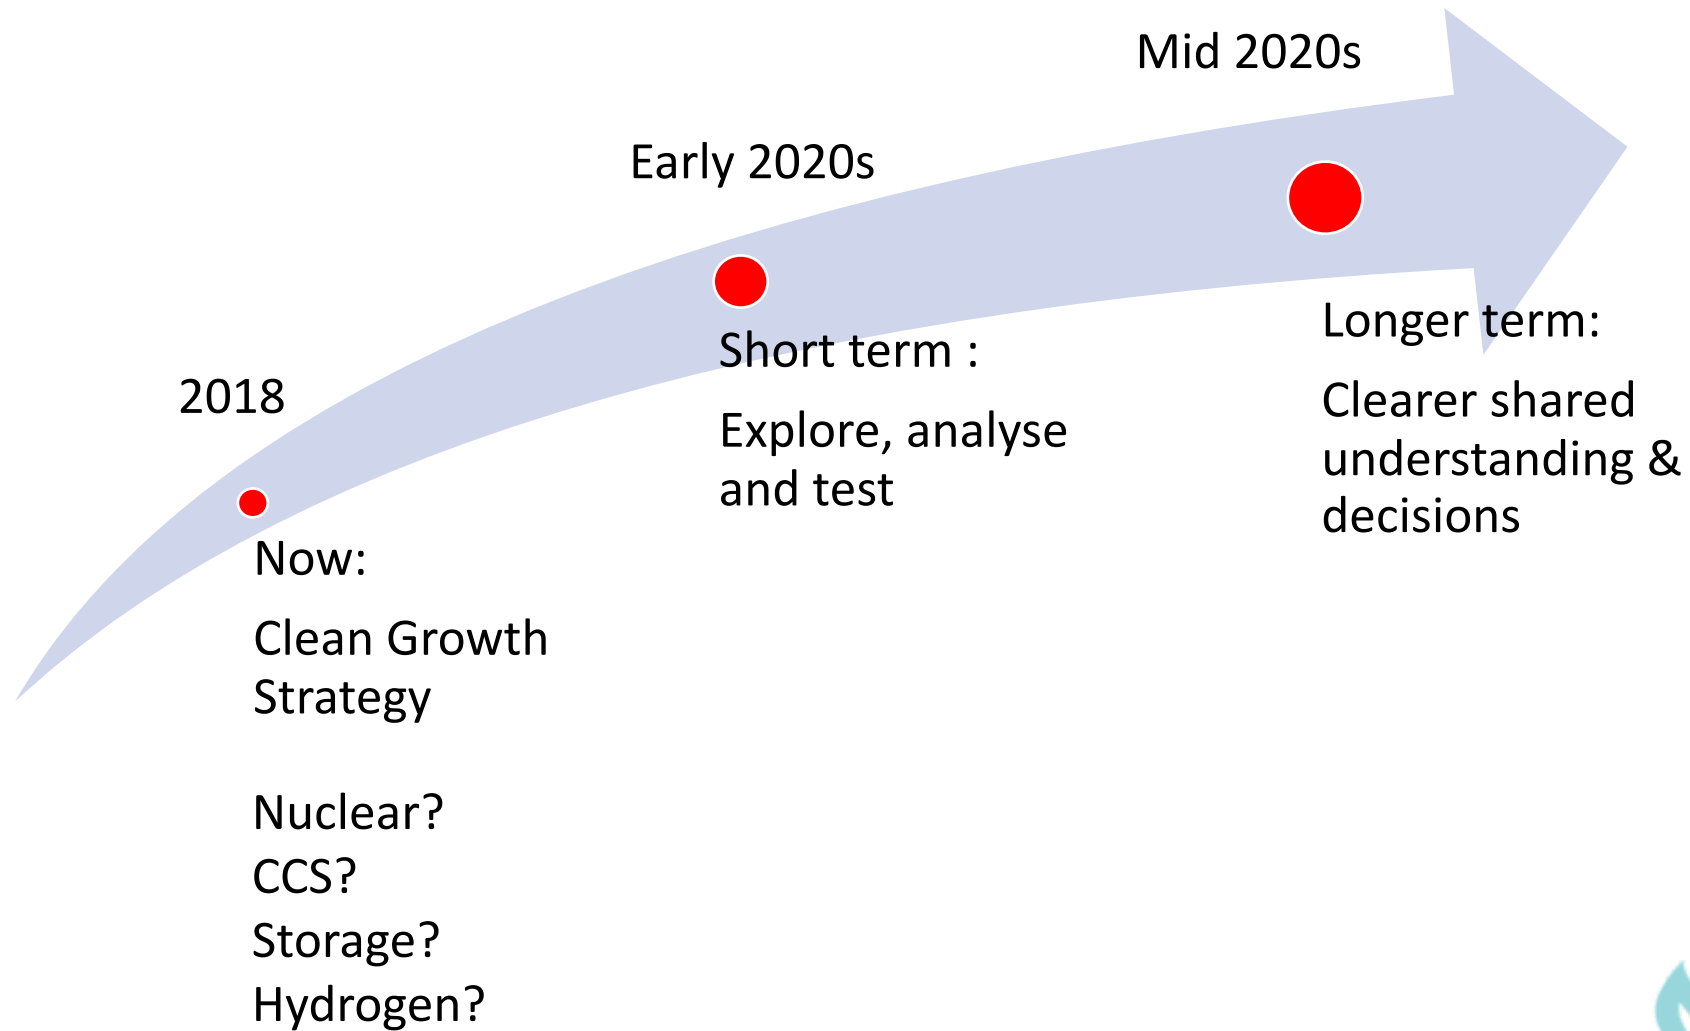 2018
Now:
Clean Growth
Strategy
Nuclear?
CCS?
Storage?
Hydrogen?
Early 2020s
Short term :
Explore, analyse
and test
Mid 2020s
Longer term:
Clearer shared
understanding &
decisions